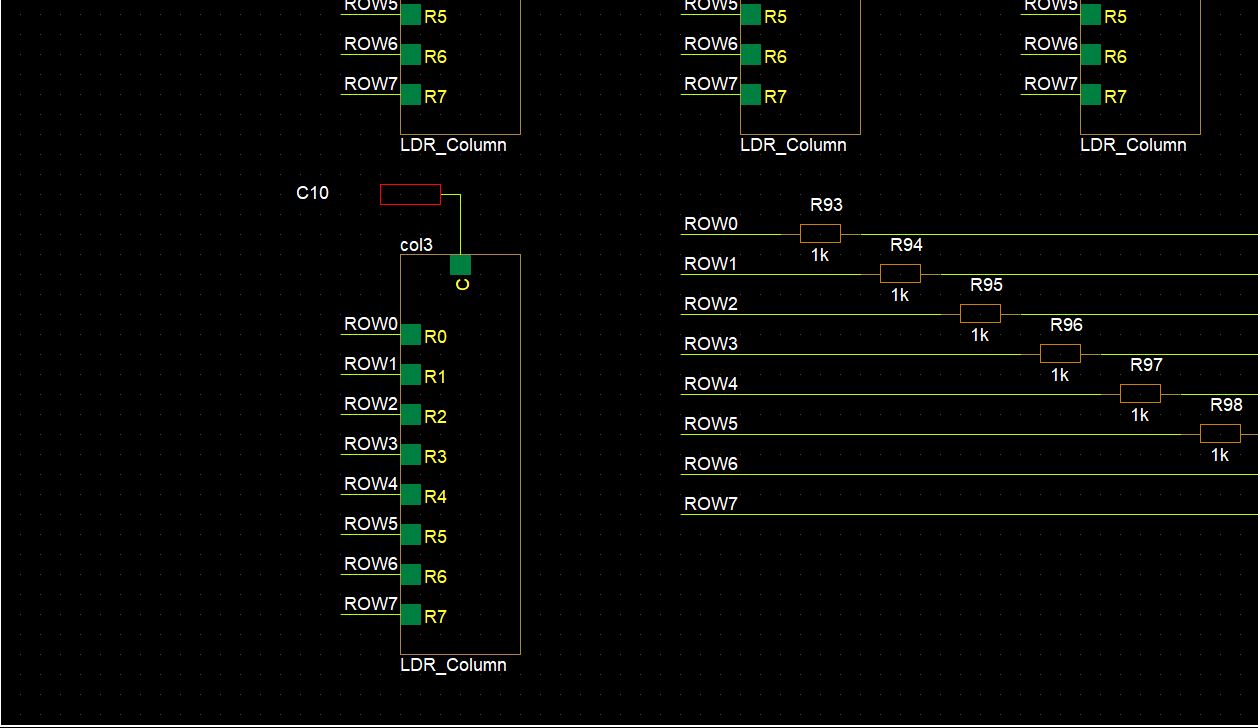 ROW5 R5 ROW5 R5 ROW5 R5
ROW6 R6 ROW6 R6 ROW6 R6
ROW7 R7 ROW7 R7 ROW7 R7
LDR_Column LDR_Column LDR_Column
C10
col3
C
ROW0 R0
ROW1 R1
ROW2 R2
ROW3 R3
ROW4 R4
ROW5 R5
ROW6 R6
ROW7 R7
LDR_Column
R93
ROW0
1k
R94
ROW1
1k
R95
ROW2
1k
R96
ROW3
1k
R97
ROW4
1k
R98
ROW5
1k
ROW6
ROW7